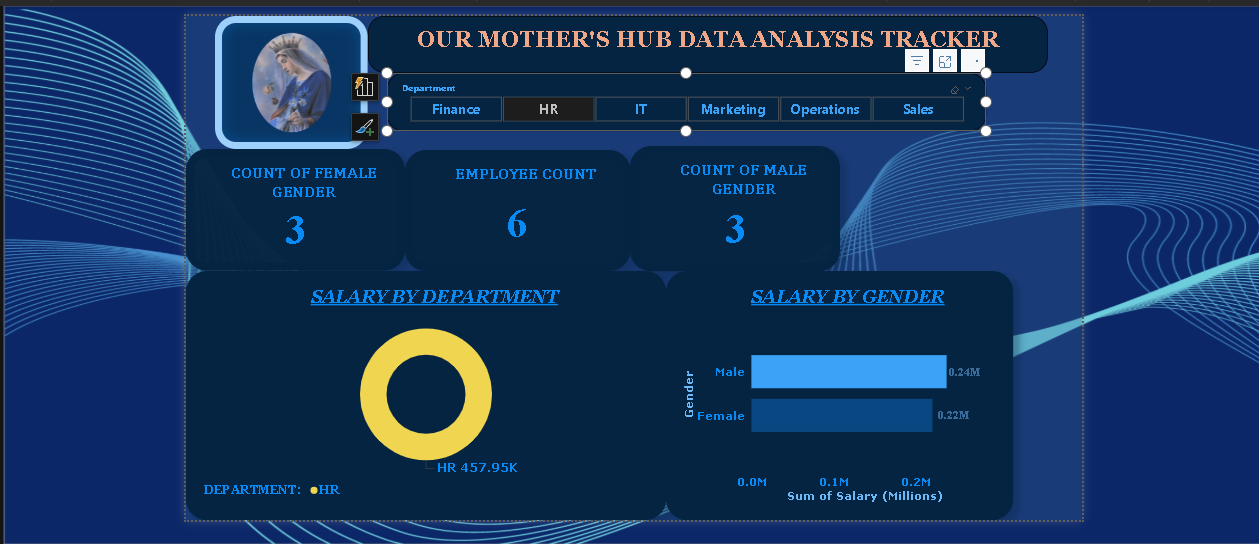 OUR MOTHER'S HUB DATA ANALYSIS TRACKER
Department
Finance HR IT Marketing Operations Sales
COUNT OF FEMALE
GENDER
3
EMPLOYEE COUNT
6
COUNT OF MALE
GENDER
3
SALARY BY DEPARTMENT
HR 457.95K
DEPARTMENT: HR
SALARY BY GENDER
Gender
Male 0.24M
Female 0.22M
0.0M 0.1M 0.2M
Sum of Salary (Millions)